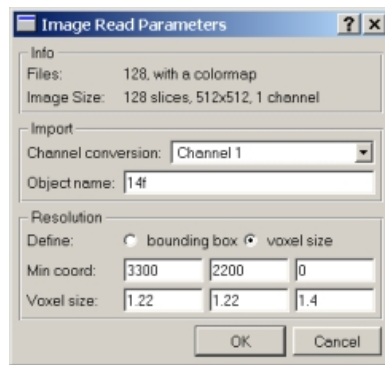 Image Read Parameters
Info
Files: 128, with a colormap
Image Size: 128 slices, 512x512, 1 channel
Import
Channel conversion: Channel 1
Object name: 14f
Resolution
Define: bounding box voxel size
Min coord: 3300 2200 0
Voxel size: 1.22 1.22 1.4
OK Cancel